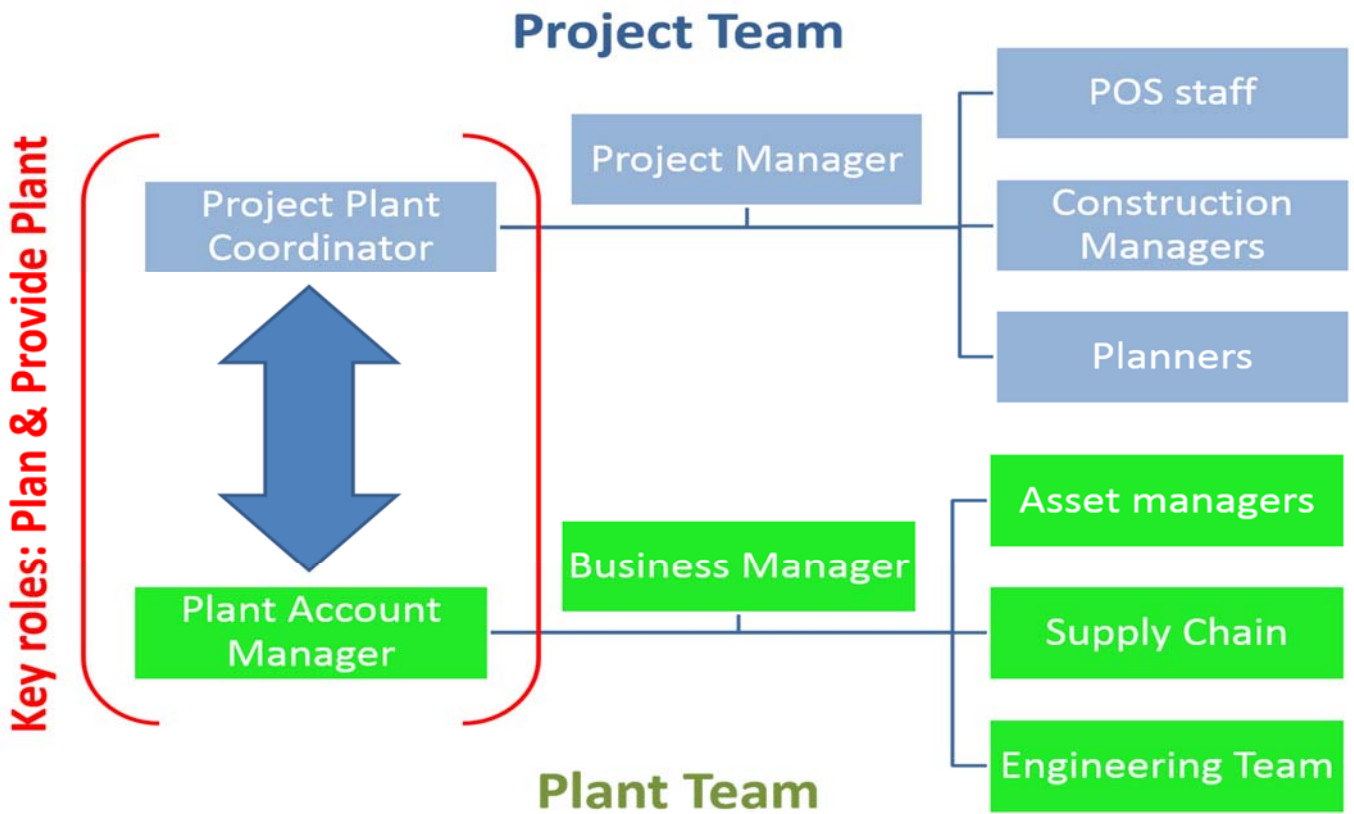 Project Team
Key roles: Plan & Provide Plant
Project Plant
Coordinator
Project Manager
POS staff
Construction
Managers
Planners
Plant Account
Manager
Business Manager
Asset managers
Supply Chain
Engineering Team
Plant Team